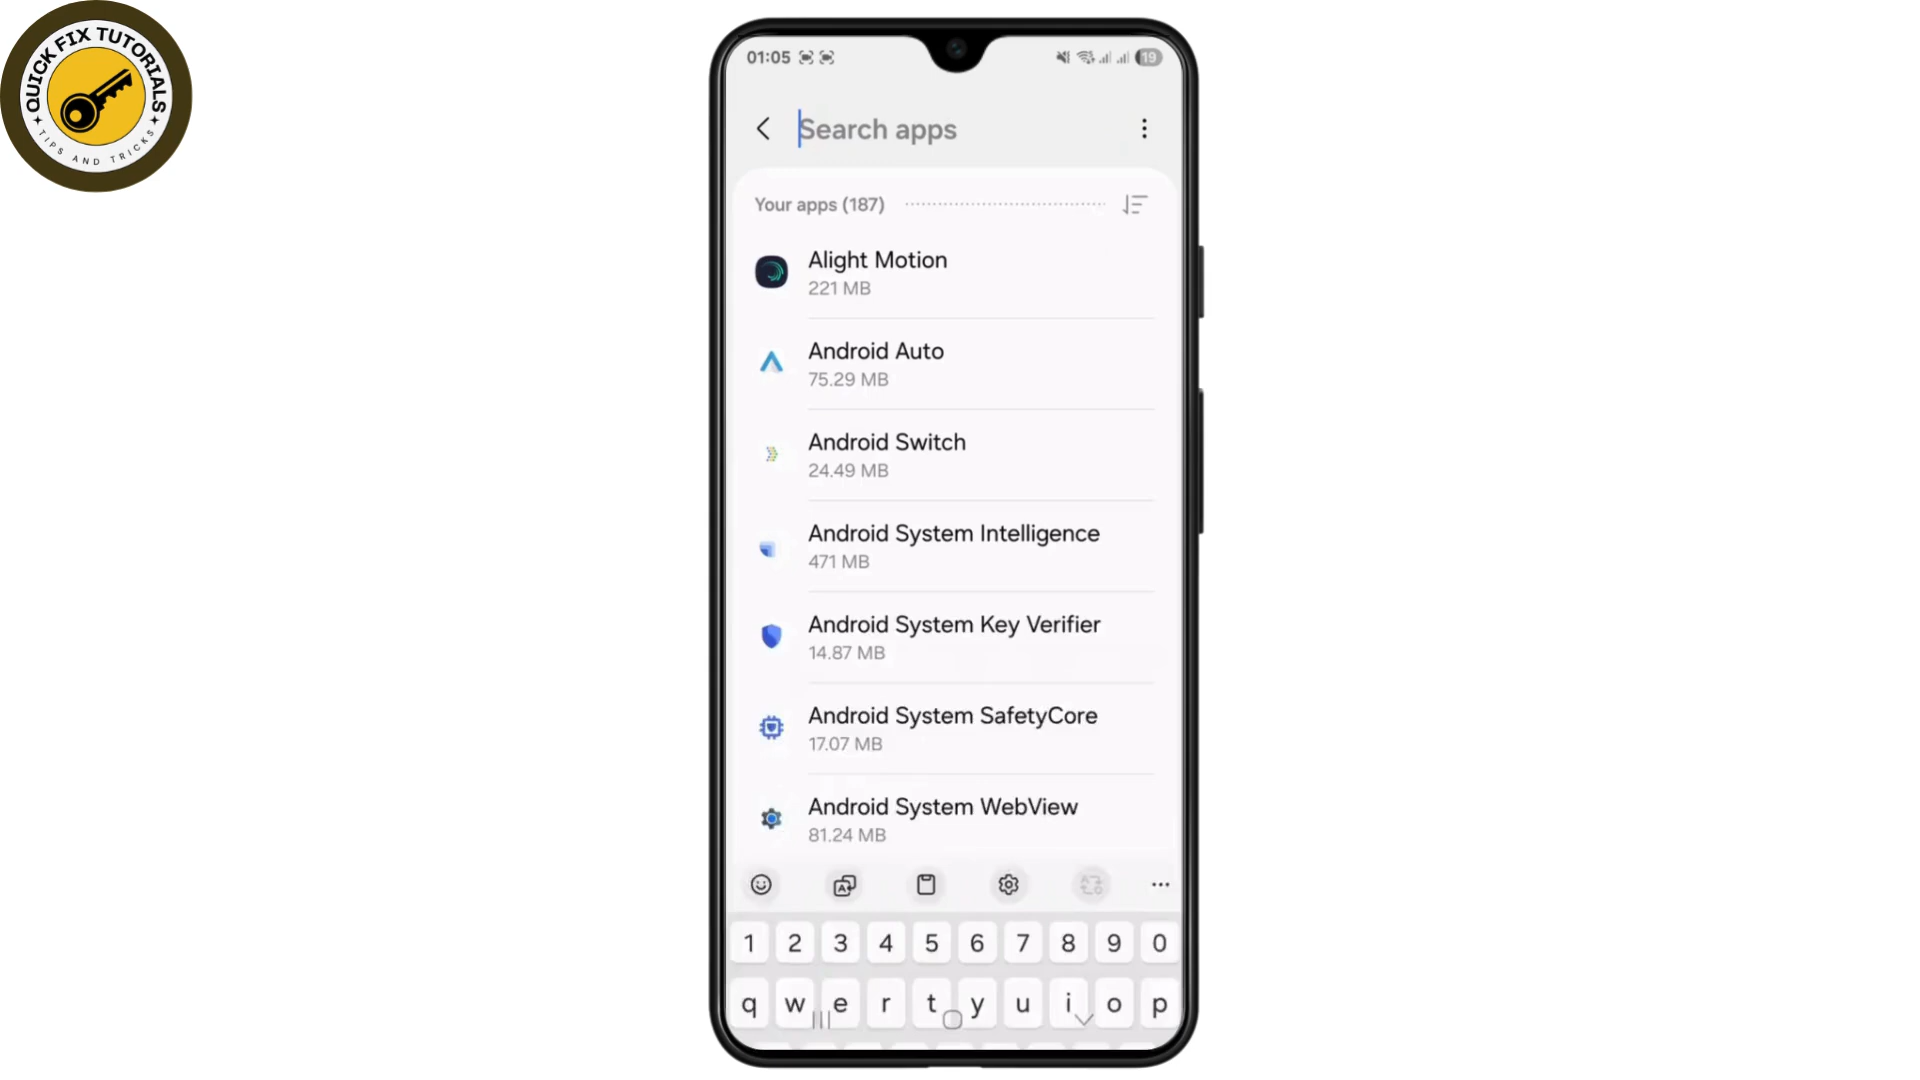 QUICK FIX TUTORIALS
TIPS AND TRICKS
01:05
19
Search apps
Your apps (187)
Alight Motion
221 MB
Android Auto
75.29 MB
Android Switch
24.49 MB
Android System Intelligence
471 MB
Android System Key Verifier
14.87 MB
Android System SafetyCore
17.07 MB
Android System WebView
81.24 MB
1 2 3 4 5 6 7 8 9 0
q w e r t y u i o p